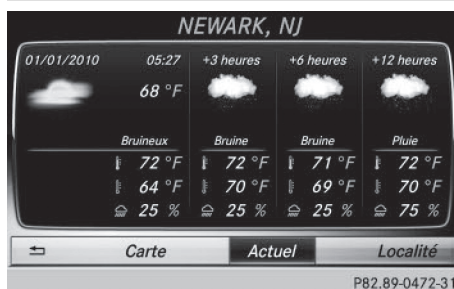 NEWARK, NJ
01/01/2010 05:27 +3 heures +6 heures +12 heures
68 °F
Bruineux Bruine Bruine Pluie
72 °F 72 °F 71 °F 72 °F
64 °F 70 °F 69 °F 70 °F
25 % 25 % 25 % 75 %
Carte Actuel Localité
P82.89-0472-31